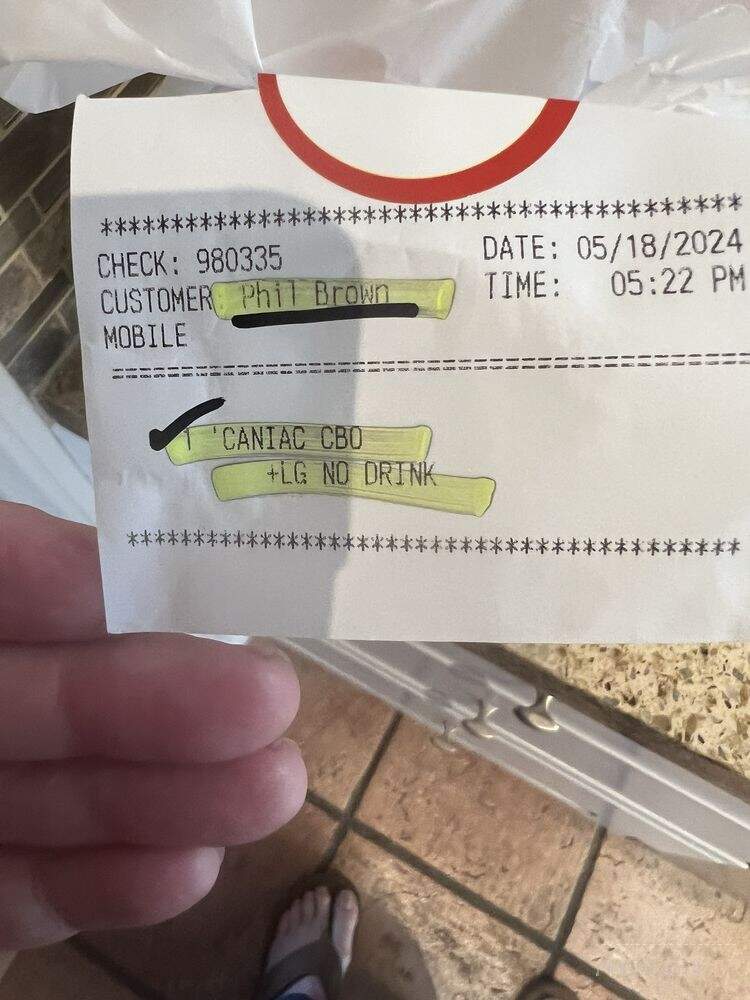 ****************************************
CHECK: 980335 DATE: 05/18/2024
CUSTOMER Phil Brown TIME: 05:22 PM
MOBILE
1 'CANIAC CBO
+LG NO DRINK
****************************************